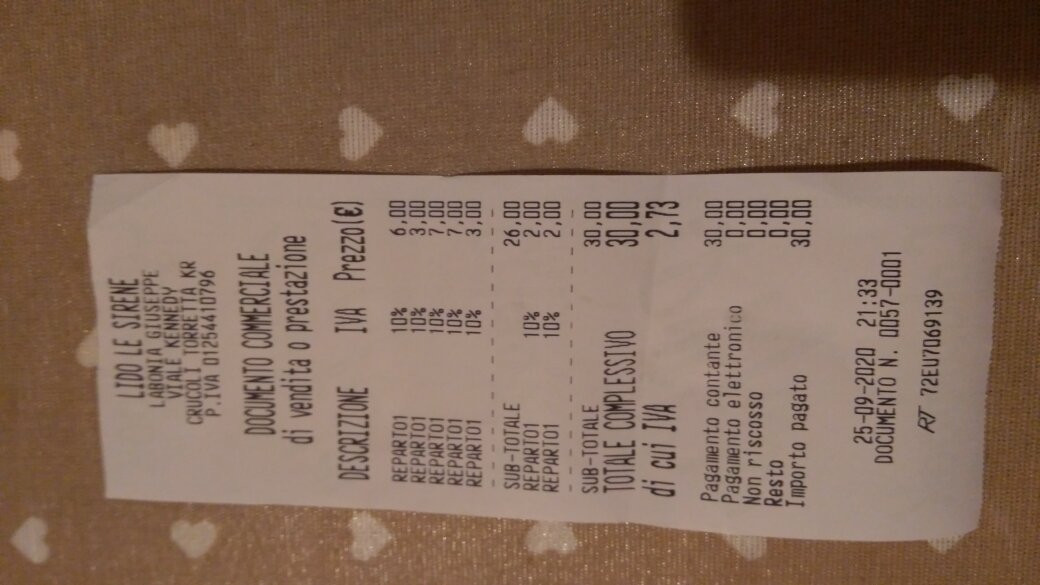 LIDO LE SIRENE
LABONIA GIUSEPPE
VIALE KENNEDY
CRUCOLI TORRETTA KR
P.IVA 01254410796
DOCUMENTO COMMERCIALE
di vendita o prestazione
DESCRIZIONE IVA Prezzo(€)
REPARTO1 10% 6,00
REPARTO1 10% 3,00
REPARTO1 10% 7,00
REPARTO1 10% 7,00
REPARTO1 10% 3,00
SUB-TOTALE 26,00
REPARTO1 10% 2,00
REPARTO1 10% 2,00
SUB-TOTALE 30,00
TOTALE COMPLESSIVO 30,00
di cui IVA 2,73
Pagamento contante 30,00
Pagamento elettronico 0,00
Non riscosso 0,00
Resto 0,00
Importo pagato 30,00
25-09-2020 21:33
DOCUMENTO N. 0057-0001
RT 72EU7069139